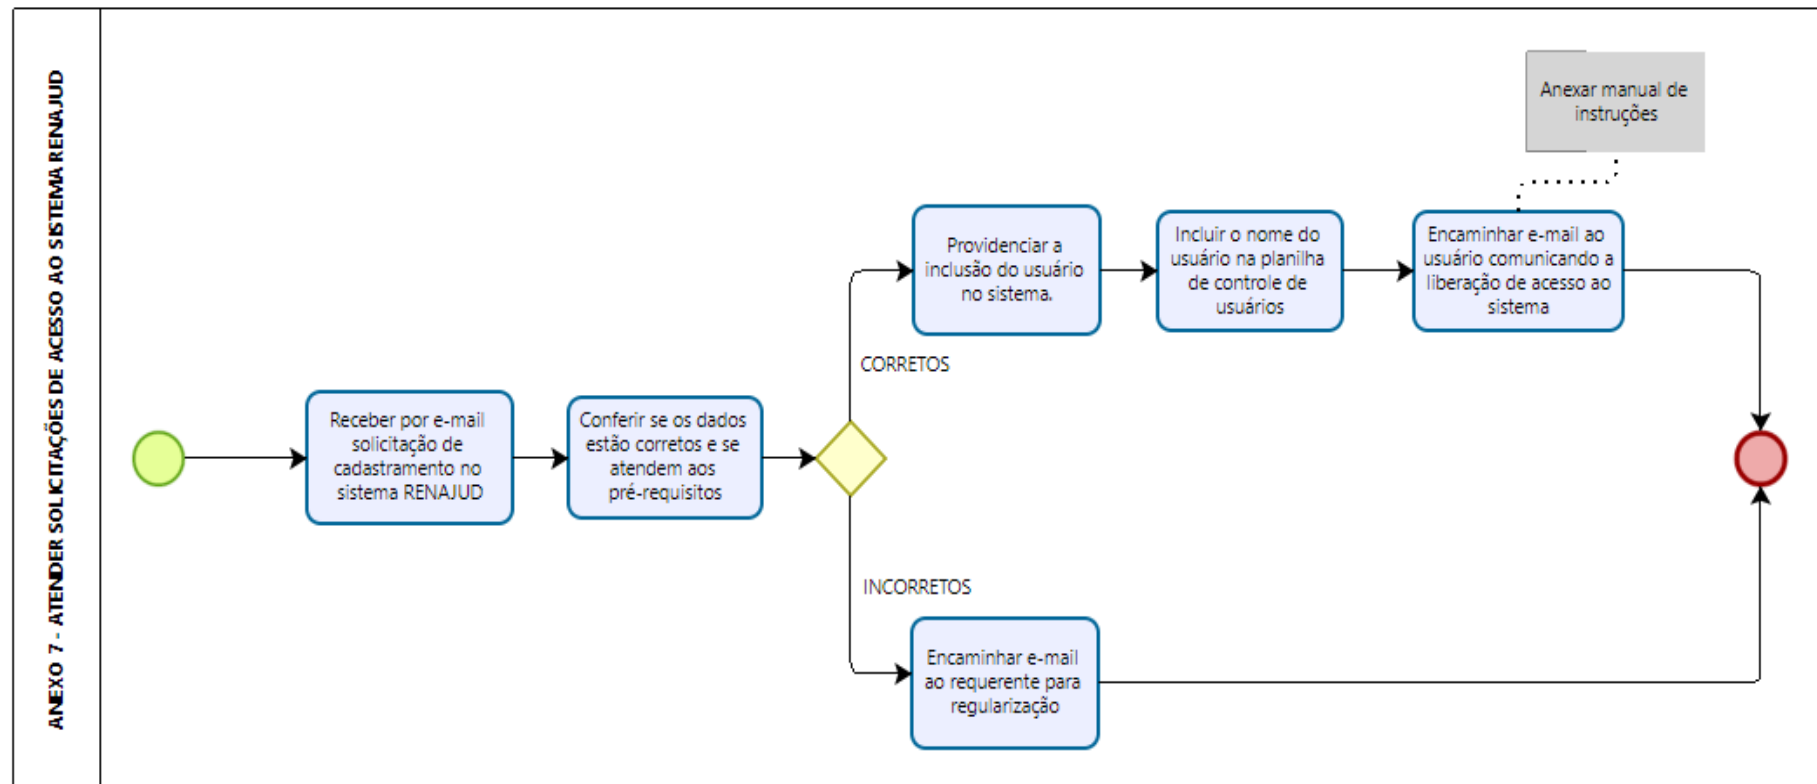 ANEXO 7 - ATENDER SOLICITAÇÕES DE ACESSO AO SISTEMA RENAJUD
Receber por e-mail
solicitação de
cadastramento no
sistema RENAJUD
Conferir se os dados
estão corretos e se
atendem aos
pré-requisitos
CORRETOS
Providenciar a
inclusão do usuário
no sistema.
Incluir o nome do
usuário na planilha
de controle de
usuários
Encaminhar e-mail ao
usuário comunicando a
liberação de acesso ao
sistema
Anexar manual de
instruções
INCORRETOS
Encaminhar e-mail
ao requerente para
regularização